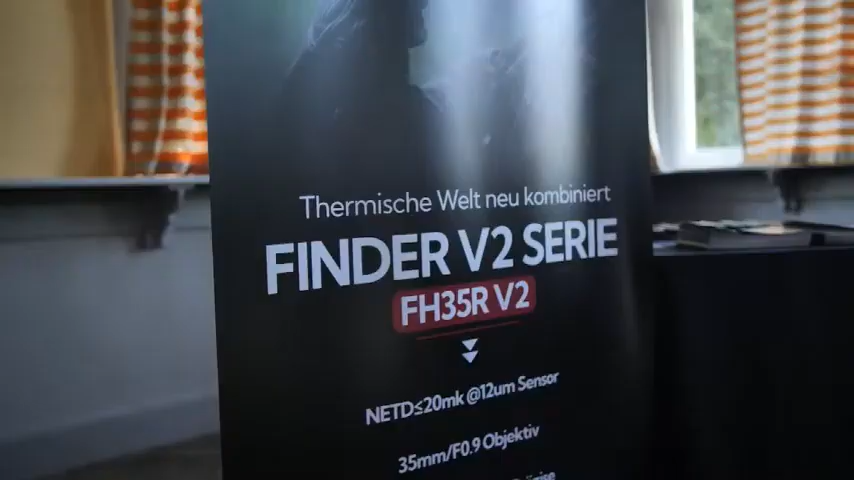 Thermische Welt neu kombiniert
FINDER V2 SERIE
FH35R V2
NETD≤20mk @12um Sensor
35mm/F0.9 Objektiv